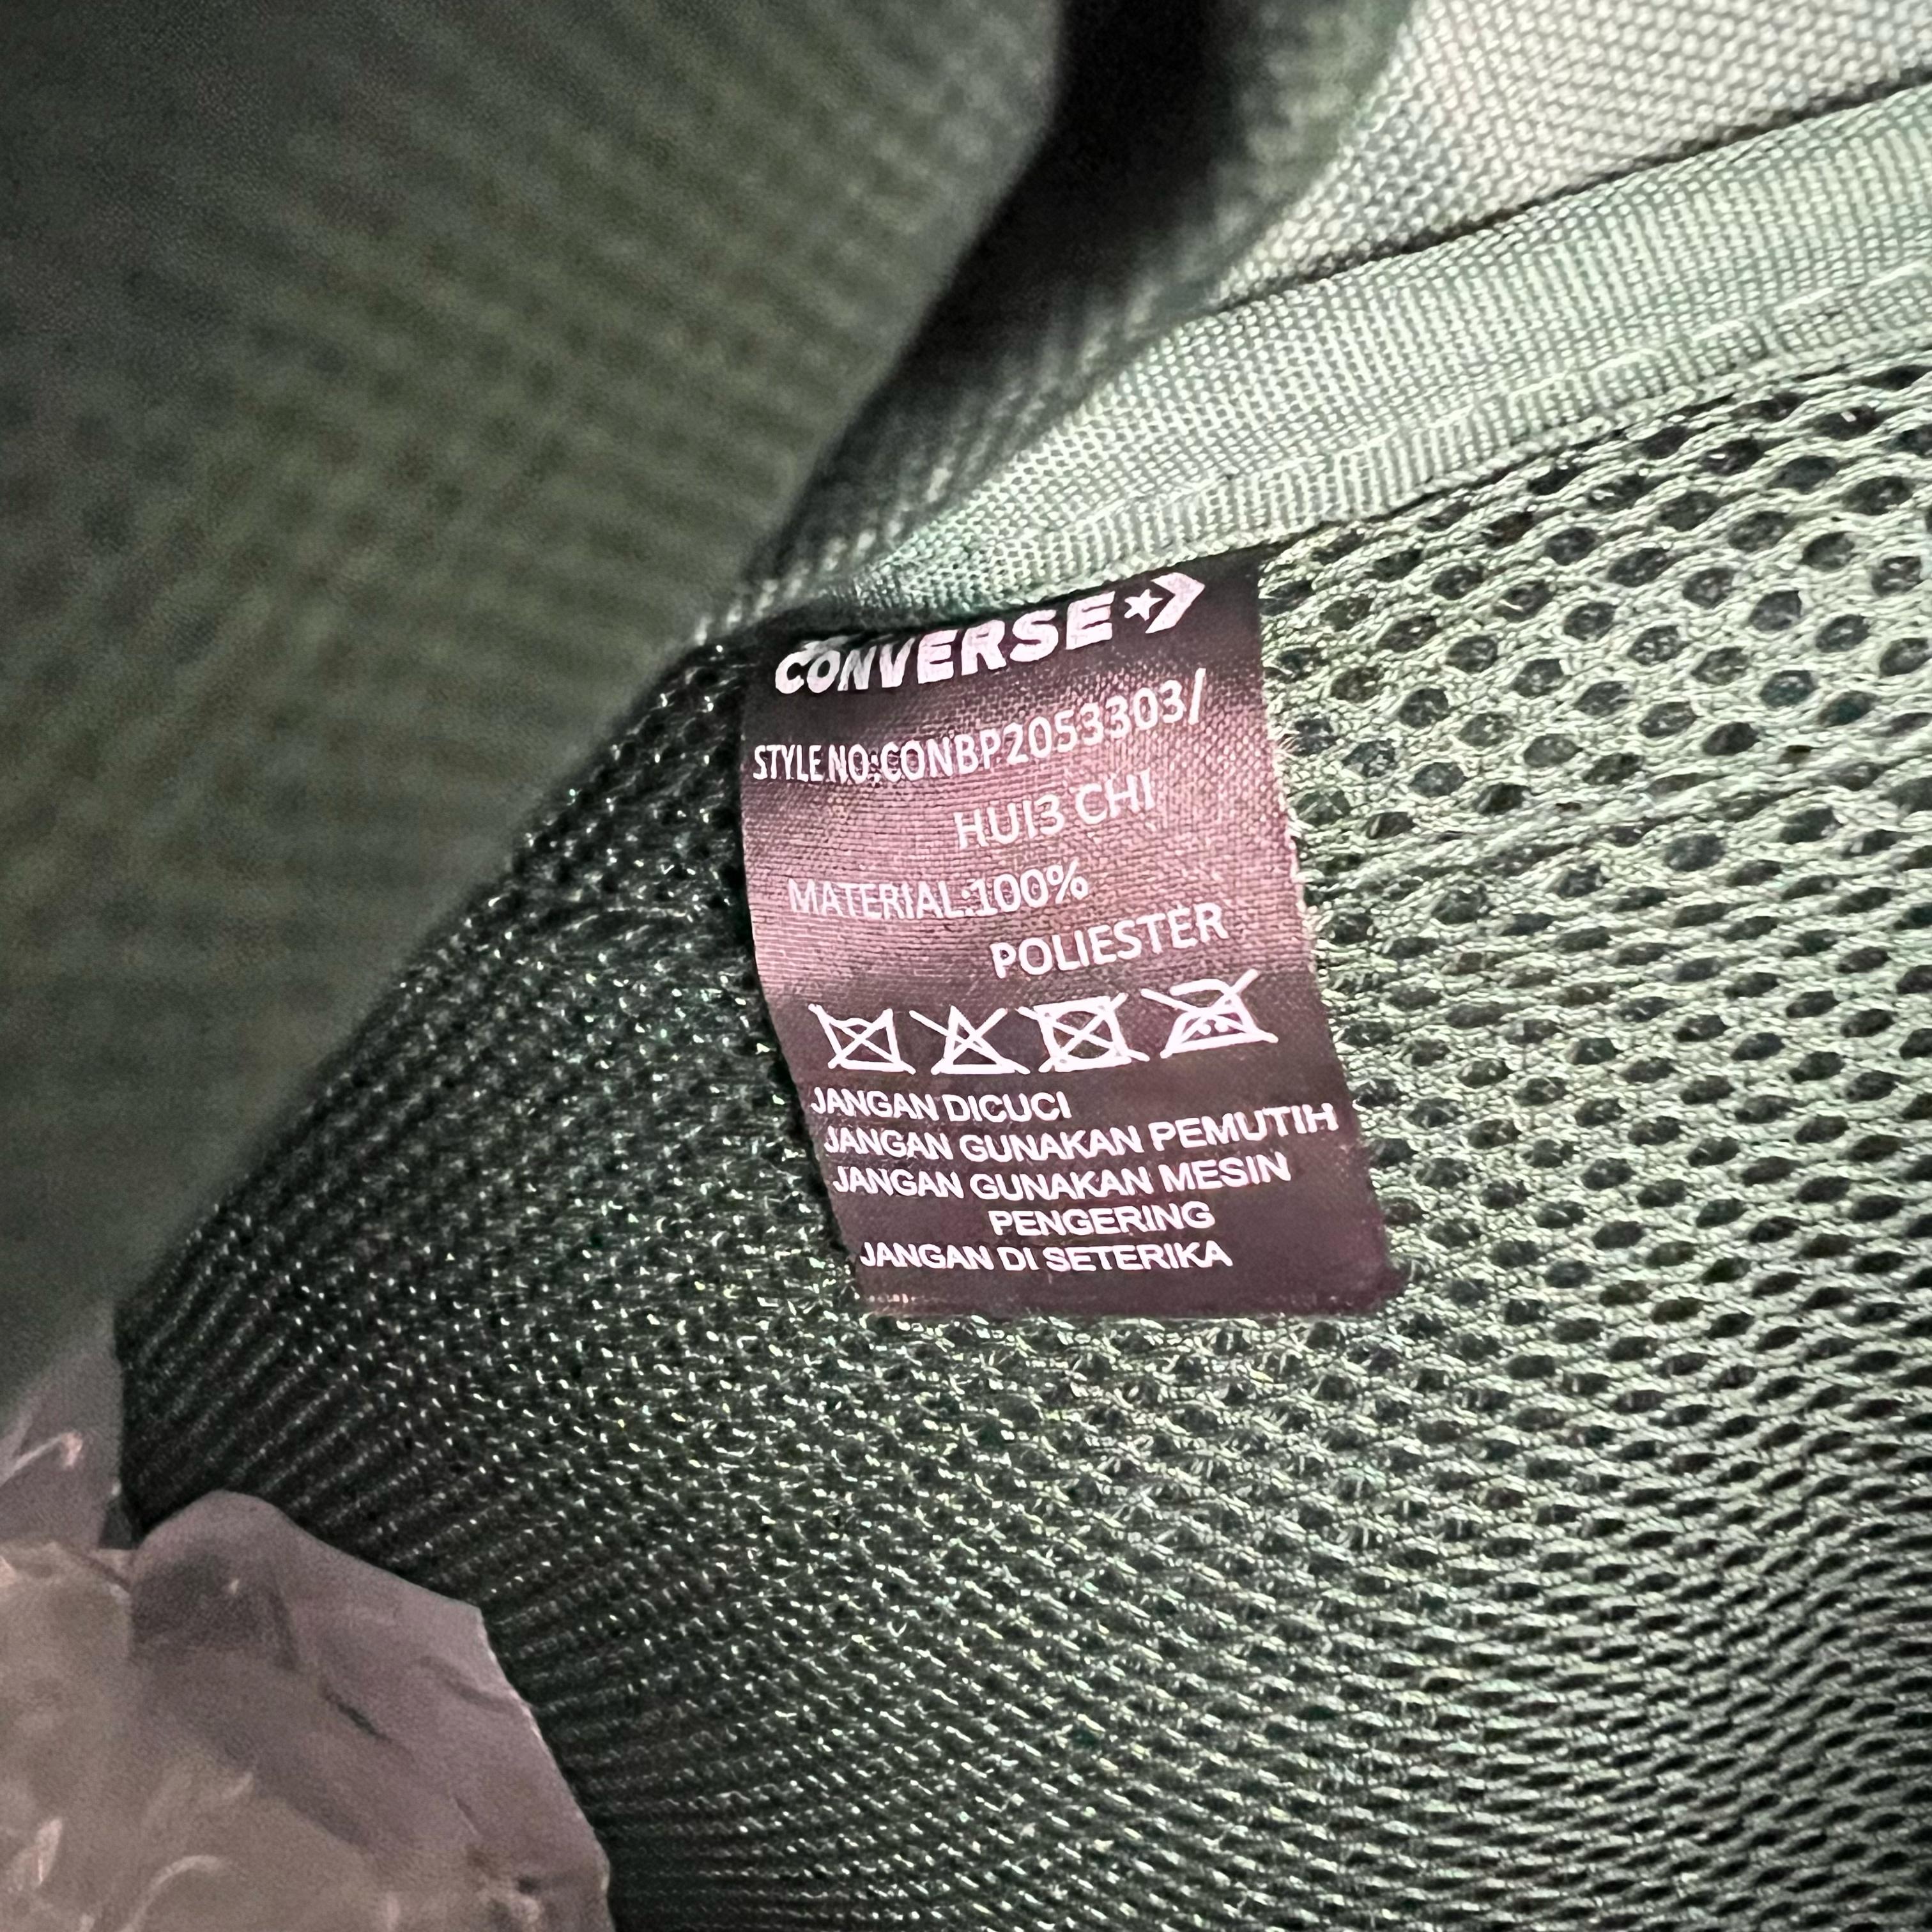 CONVERSE
STYLE NO:CONBP2053303/
HUI3 CHI
MATERIAL:100%
POLIESTER
JANGAN DICUCI
JANGAN GUNAKAN PEMUTIH
JANGAN GUNAKAN MESIN
PENGERING
JANGAN DI SETERIKA